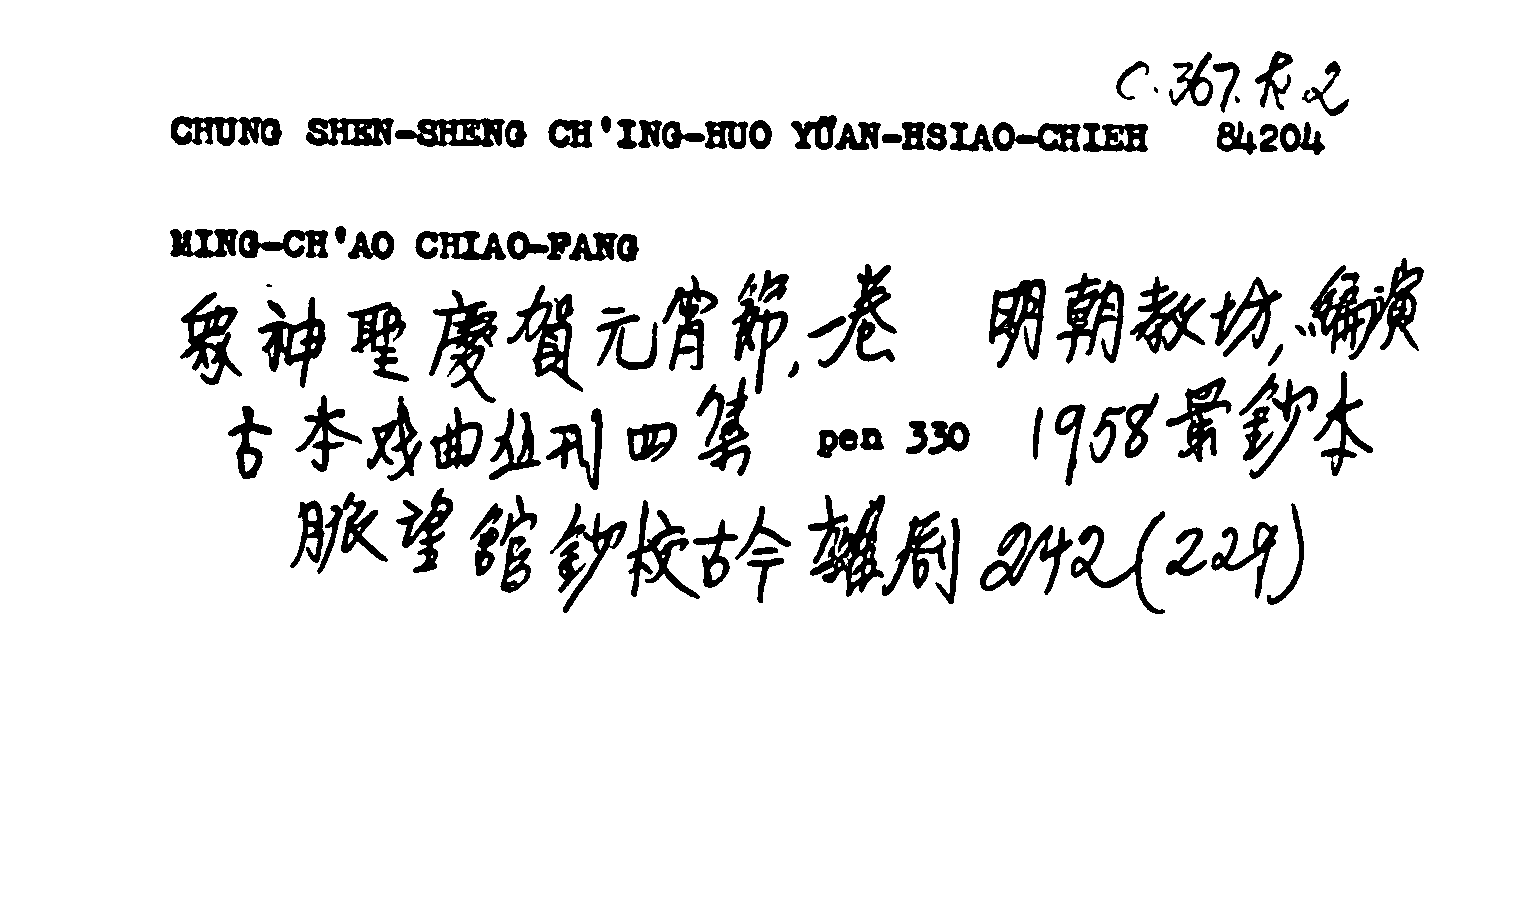 C.367.尤.2
CHUNG SHEN-SHENG CH'ING-HUO YÜAN-HSIAO-CHIEH 84204
MING-CH'AO CHIAO-FANG
眾神聖慶賀元宵節,一卷 明朝教坊,編演
古本戏曲丛刊四集 pen 330 1958景鈔本
脈望館鈔校古今雜劇 242(229)